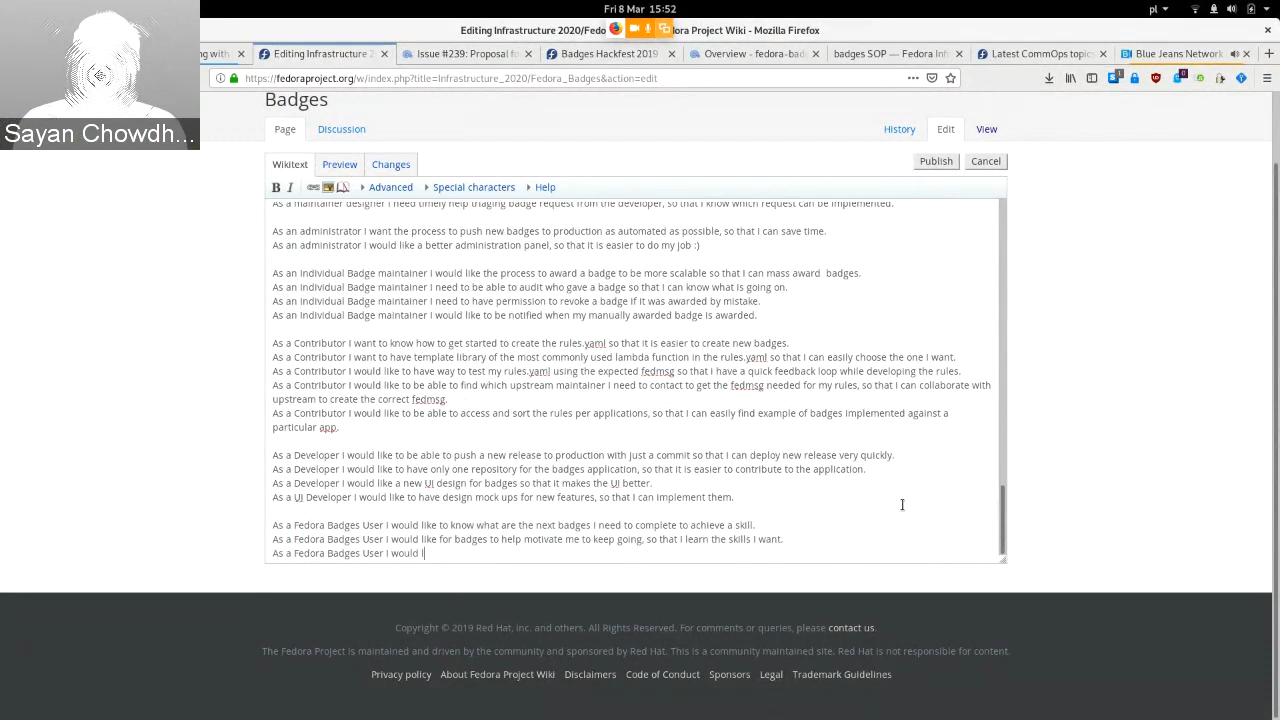 Fri 8 Mar 15:52
pl
Editing Infrastructure 2020/Fedo ora Project Wiki - Mozilla Firefox
ng with
Editing Infrastructure 2
Issue #239: Proposal fo
Badges Hackfest 2019
Overview - fedora-badg
badges SOP — Fedora Inf
Latest CommOps topics
Blue Jeans Network
https://fedoraproject.org/w/index.php?title=Infrastructure_2020/Fedora_Badges&action=edit
Sayan Chowdh...
Badges
Page Discussion History Edit View
Wikitext Preview Changes Publish Cancel
B I Advanced Special characters Help
As a maintainer designer I need timely help triaging badge request from the developer, so that I know which request can be implemented.
As an administrator I want the process to push new badges to production as automated as possible, so that I can save time.
As an administrator I would like a better administration panel, so that it is easier to do my job :)
As an Individual Badge maintainer I would like the process to award a badge to be more scalable so that I can mass award  badges.
As an Individual Badge maintainer I need to be able to audit who gave a badge so that I can know what is going on.
As an Individual Badge maintainer I need to have permission to revoke a badge if it was awarded by mistake.
As an Individual Badge maintainer I would like to be notified when my manually awarded badge is awarded.
As a Contributor I want to know how to get started to create the rules.yaml so that it is easier to create new badges.
As a Contributor I want to have template library of the most commonly used lambda function in the rules.yaml so that I can easily choose the one I want.
As a Contributor I would like to have way to test my rules.yaml using the expected fedmsg so that i have a quick feedback loop while developing the rules.
As a Contributor I would like to be able to find which upstream maintainer I need to contact to get the fedmsg needed for my rules, so that I can collaborate with
upstream to create the correct fedmsg.
As a Contributor I would like to be able to access and sort the rules per applications, so that I can easily find example of badges implemented against a
particular app.
As a Developer I would like to be able to push a new release to production with just a commit so that I can deploy new release very quickly.
As a Developer I would like to have only one repository for the badges application, so that it is easier to contribute to the application.
As a Developer I would like a new UI design for badges so that it makes the UI better.
As a UI Developer I would like to have design mock ups for new features, so that I can implement them.
As a Fedora Badges User I would like to know what are the next badges I need to complete to achieve a skill.
As a Fedora Badges User I would like for badges to help motivate me to keep going, so that I learn the skills I want.
As a Fedora Badges User I would l
Copyright © 2019 Red Hat, Inc. and others. All Rights Reserved. For comments or queries, please contact us.
The Fedora Project is maintained and driven by the community and sponsored by Red Hat. This is a community maintained site. Red Hat is not responsible for content.
Privacy policy About Fedora Project Wiki Disclaimers Code of Conduct Sponsors Legal Trademark Guidelines